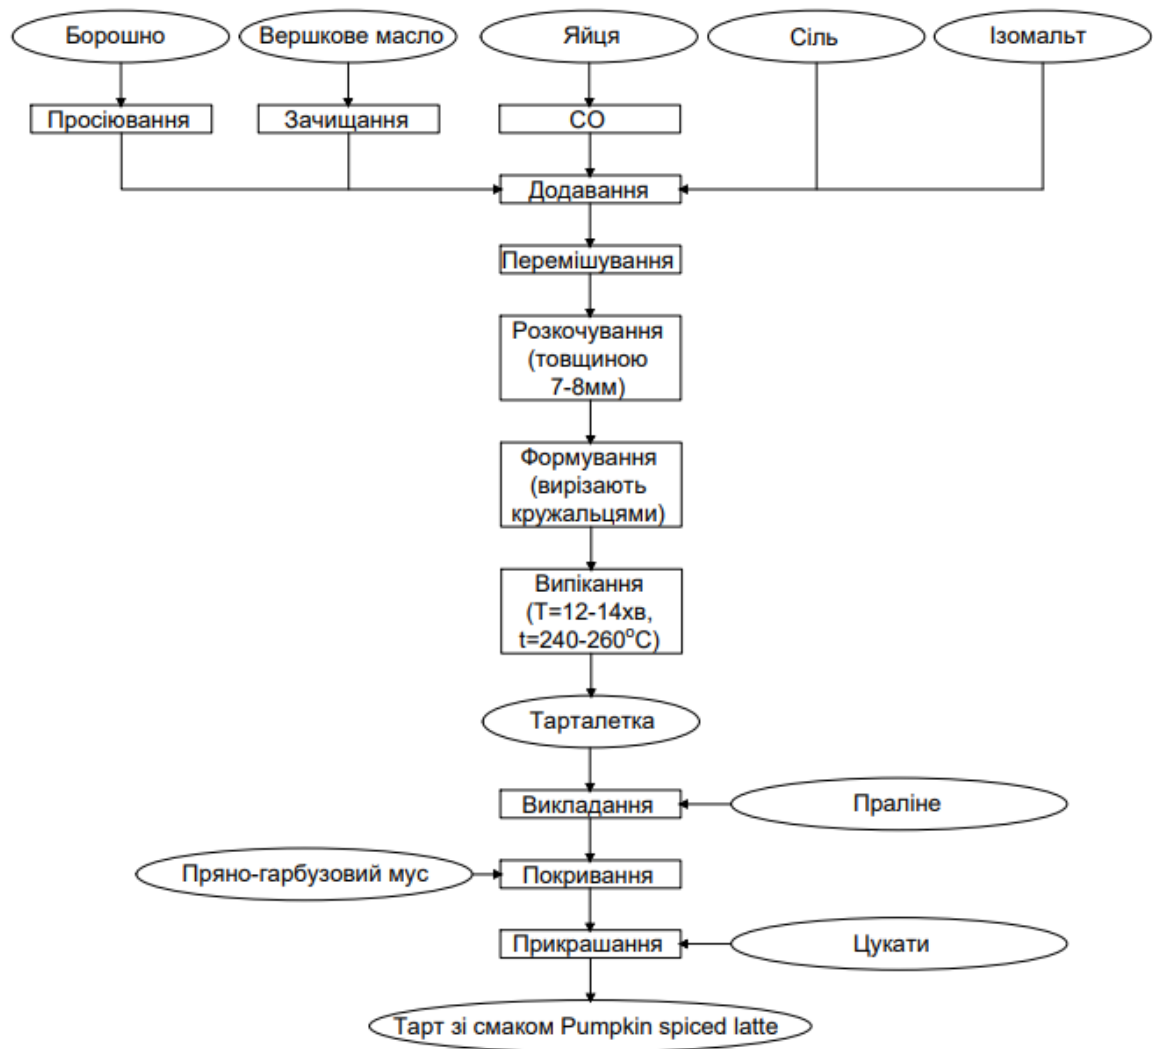 Борошно
Вершкове масло
Яйця
Сіль
Ізомальт
Просіювання
Зачищання
СО
Додавання
Перемішування
Розкочування
(товщиною
7-8мм)
Формування
(вирізають
кружальцями)
Випікання
(Т=12-14хв,
t=240-260°С)
Тарталетка
Викладання
Праліне
Пряно-гарбузовий мус
Покривання
Прикрашання
Цукати
Тарт зі смаком Pumpkin spiced latte